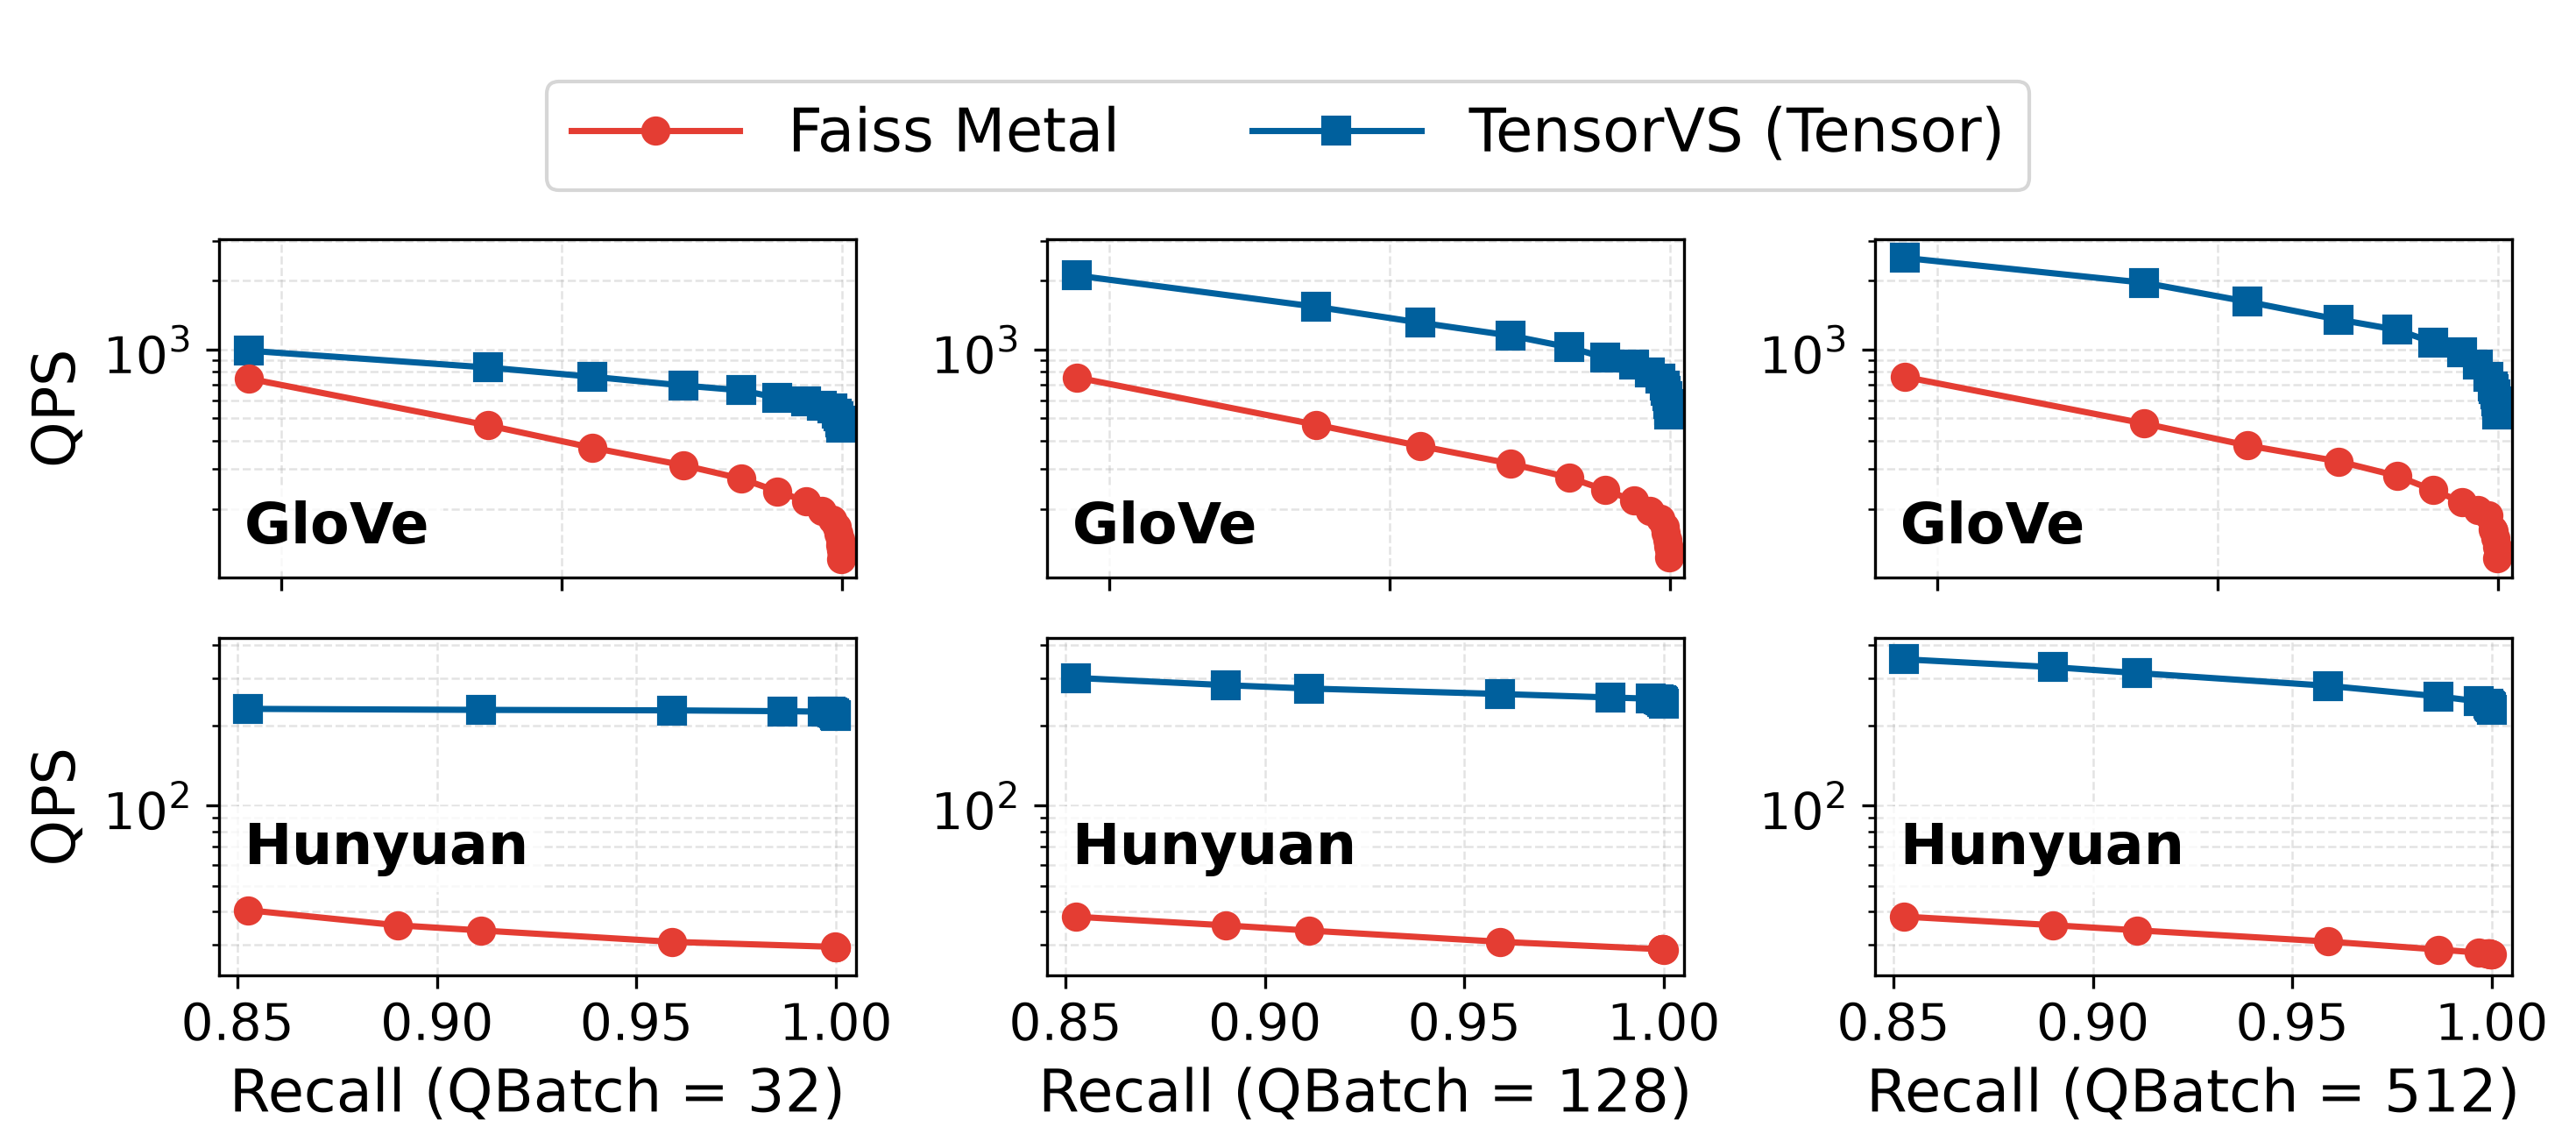 Faiss Metal TensorVS (Tensor)
QPS 10³ GloVe 10³ GloVe 10³ GloVe
QPS 10² Hunyuan 10² Hunyuan 10² Hunyuan
0.85 0.90 0.95 1.00 0.85 0.90 0.95 1.00 0.85 0.90 0.95 1.00
Recall (QBatch = 32) Recall (QBatch = 128) Recall (QBatch = 512)